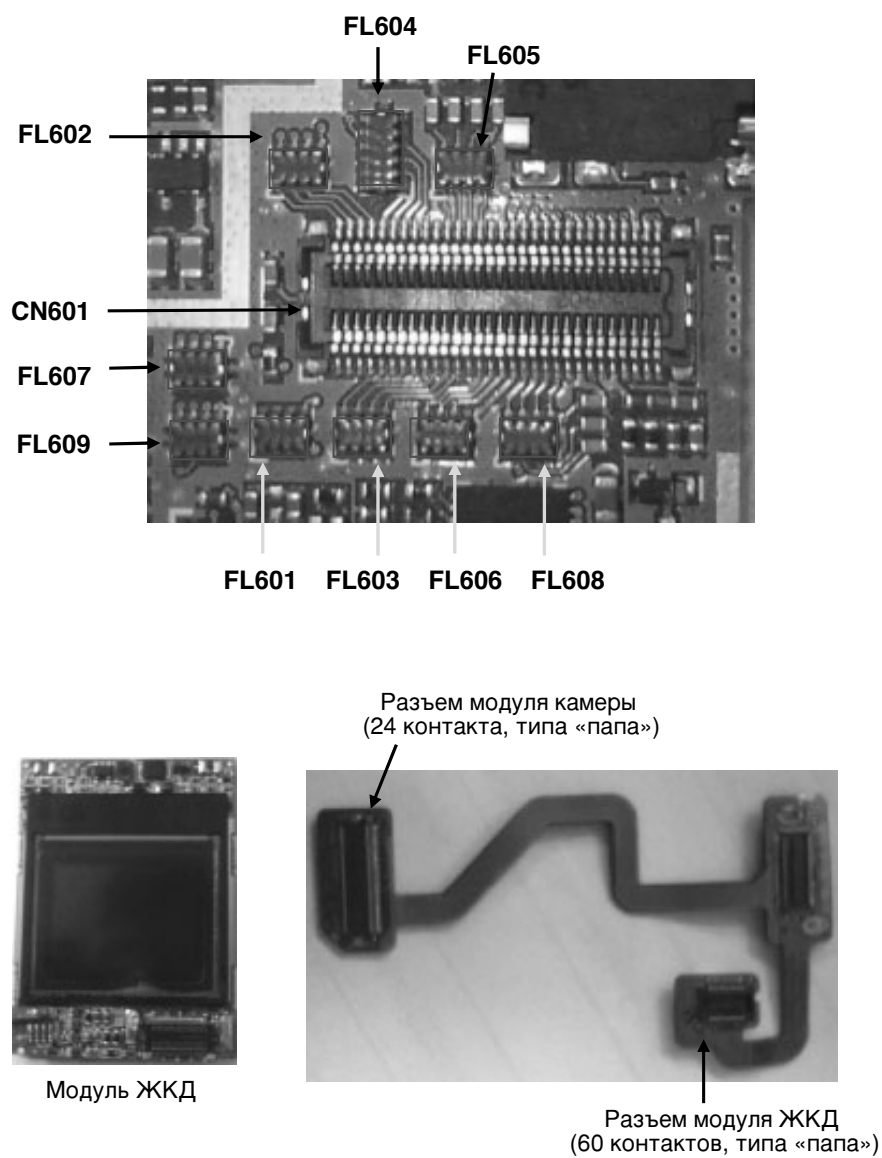 FL604
FL605
FL602
CN601
FL607
FL609
FL601 FL603 FL606 FL608
Разъем модуля камеры
(24 контакта, типа «папа»)
Модуль ЖКД
Разъем модуля ЖКД
(60 контактов, типа «папа»)